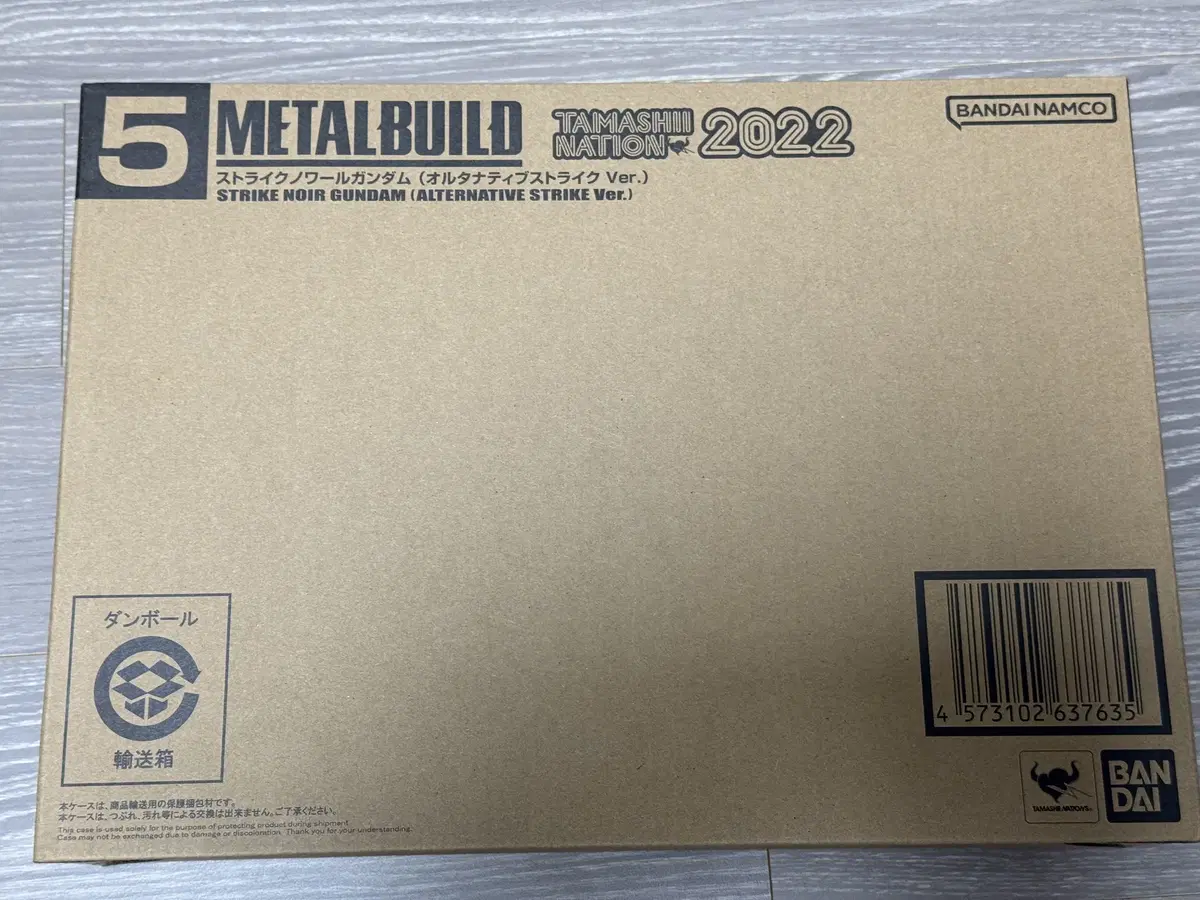 5
METAL BUILD
TAMASHII NATION 2022
BANDAI NAMCO
ストライクノワールガンダム（オルタナティブストライク Ver.）
STRIKE NOIR GUNDAM (ALTERNATIVE STRIKE Ver.)
ダンボール
輸送箱
本ケースは、商品輸送用の保護梱包材です。
本ケースは、つぶれ、汚れ等による交換は出来ません。ご了承ください。
This case is used solely for the purpose of protecting product during shipment.
Case may not be exchanged due to damage or discoloration. Thank you for your understanding.
4 573102 637635
TAMASHII NATIONS
BAN
DAI